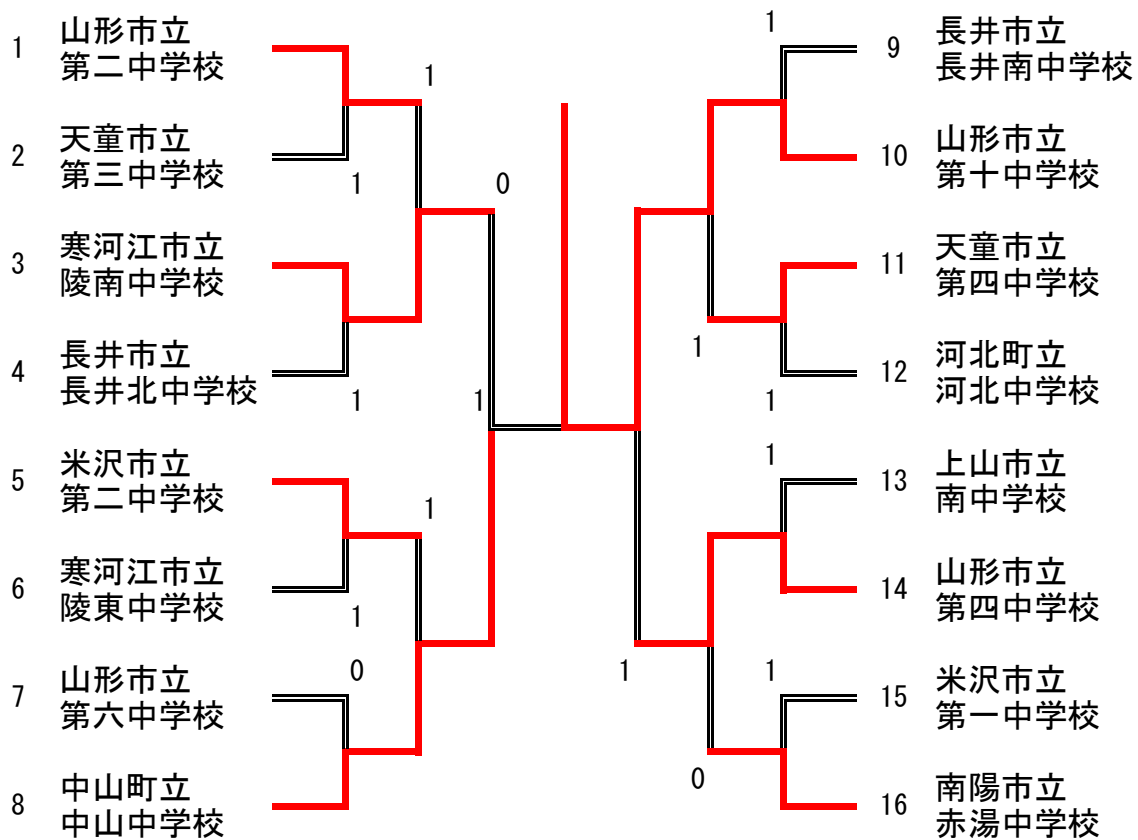 1 山形市立
第二中学校
2 天童市立
第三中学校
3 寒河江市立
陵南中学校
4 長井市立
長井北中学校
5 米沢市立
第二中学校
6 寒河江市立
陵東中学校
7 山形市立
第六中学校
8 中山町立
中山中学校
1
1
0
1
1
1
1
0
1
1
1
1
1
1
0
9 長井市立
長井南中学校
10 山形市立
第十中学校
11 天童市立
第四中学校
12 河北町立
河北中学校
13 上山市立
南中学校
14 山形市立
第四中学校
15 米沢市立
第一中学校
16 南陽市立
赤湯中学校